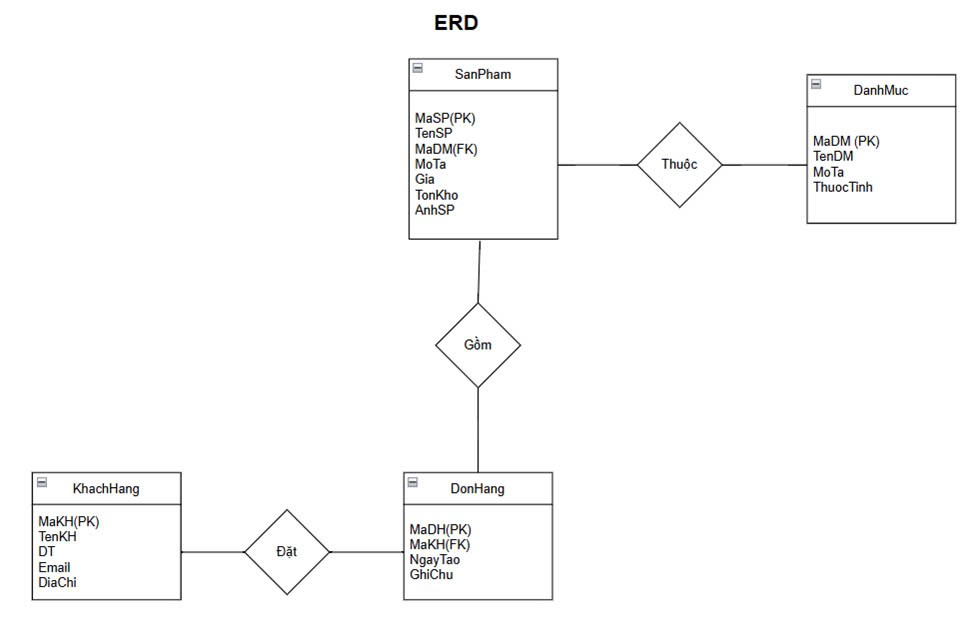 ERD
SanPham
MaSP(PK)
TenSP
MaDM(FK)
MoTa
Gia
TonKho
AnhSP
Thuộc
DanhMuc
MaDM (PK)
TenDM
MoTa
ThuocTinh
Gồm
KhachHang
MaKH(PK)
TenKH
DT
Email
DiaChi
Đặt
DonHang
MaDH(PK)
MaKH(FK)
NgayTao
GhiChu